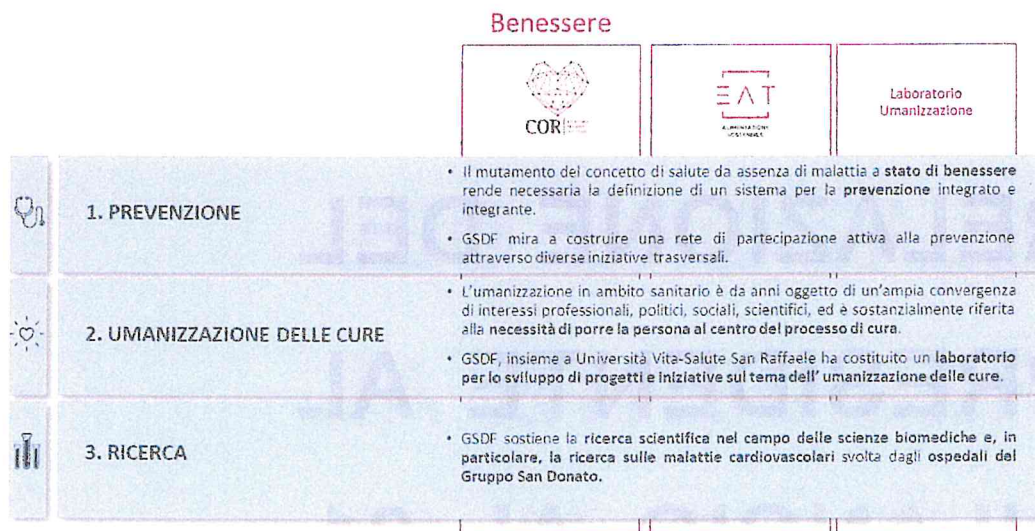 Benessere
COR
EAT
ALIMENTAZIONE
SOSTENIBILE
Laboratorio
Umanizzazione
1. PREVENZIONE
• Il mutamento del concetto di salute da assenza di malattia a stato di benessere
rende necessaria la definizione di un sistema per la prevenzione integrato e
integrante.
• GSDF mira a costruire una rete di partecipazione attiva alla prevenzione
attraverso diverse iniziative trasversali.
2. UMANIZZAZIONE DELLE CURE
• L'umanizzazione in ambito sanitario è da anni oggetto di un'ampia convergenza
di interessi professionali, politici, sociali, scientifici, ed è sostanzialmente riferita
alla necessità di porre la persona al centro del processo di cura.
• GSDF, insieme a Università Vita-Salute San Raffaele ha costituito un laboratorio
per lo sviluppo di progetti e iniziative sul tema dell' umanizzazione delle cure.
3. RICERCA
• GSDF sostiene la ricerca scientifica nel campo delle scienze biomediche e, in
particolare, la ricerca sulle malattie cardiovascolari svolta dagli ospedali del
Gruppo San Donato.